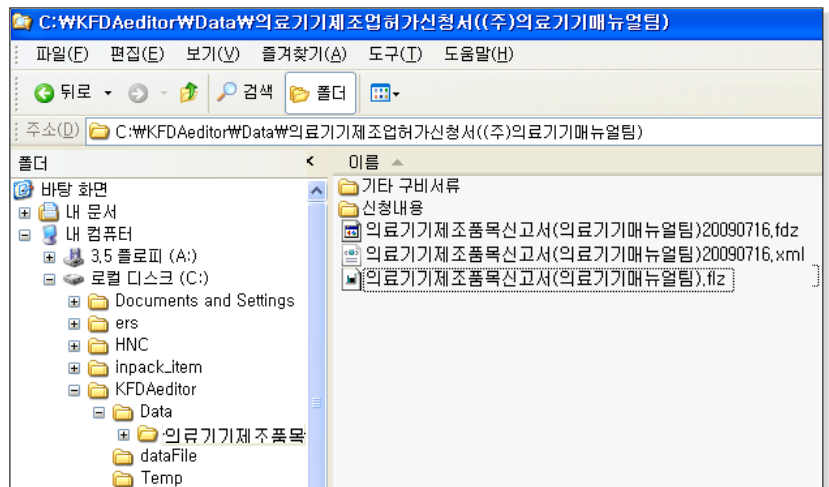 C:₩KFDAeditor₩Data₩의료기기제조업허가신청서((주)의료기기매뉴얼팀)
파일(F) 편집(E) 보기(V) 즐겨찾기(A) 도구(T) 도움말(H)
뒤로 검색 폴더
주소(D) C:₩KFDAeditor₩Data₩의료기기제조업허가신청서((주)의료기기매뉴얼팀)
폴더
바탕 화면
내 문서
내 컴퓨터
3,5 플로피 (A:)
로컬 디스크 (C:)
Documents and Settings
ers
HNC
inpack_item
KFDAeditor
Data
의료기기제조품목
dataFile
Temp
이름
기타 구비서류
신청내용
의료기기제조품목신고서(의료기기매뉴얼팀)20090716,fdz
의료기기제조품목신고서(의료기기매뉴얼팀)20090716,xml
의료기기제조품목신고서(의료기기매뉴얼팀),flz